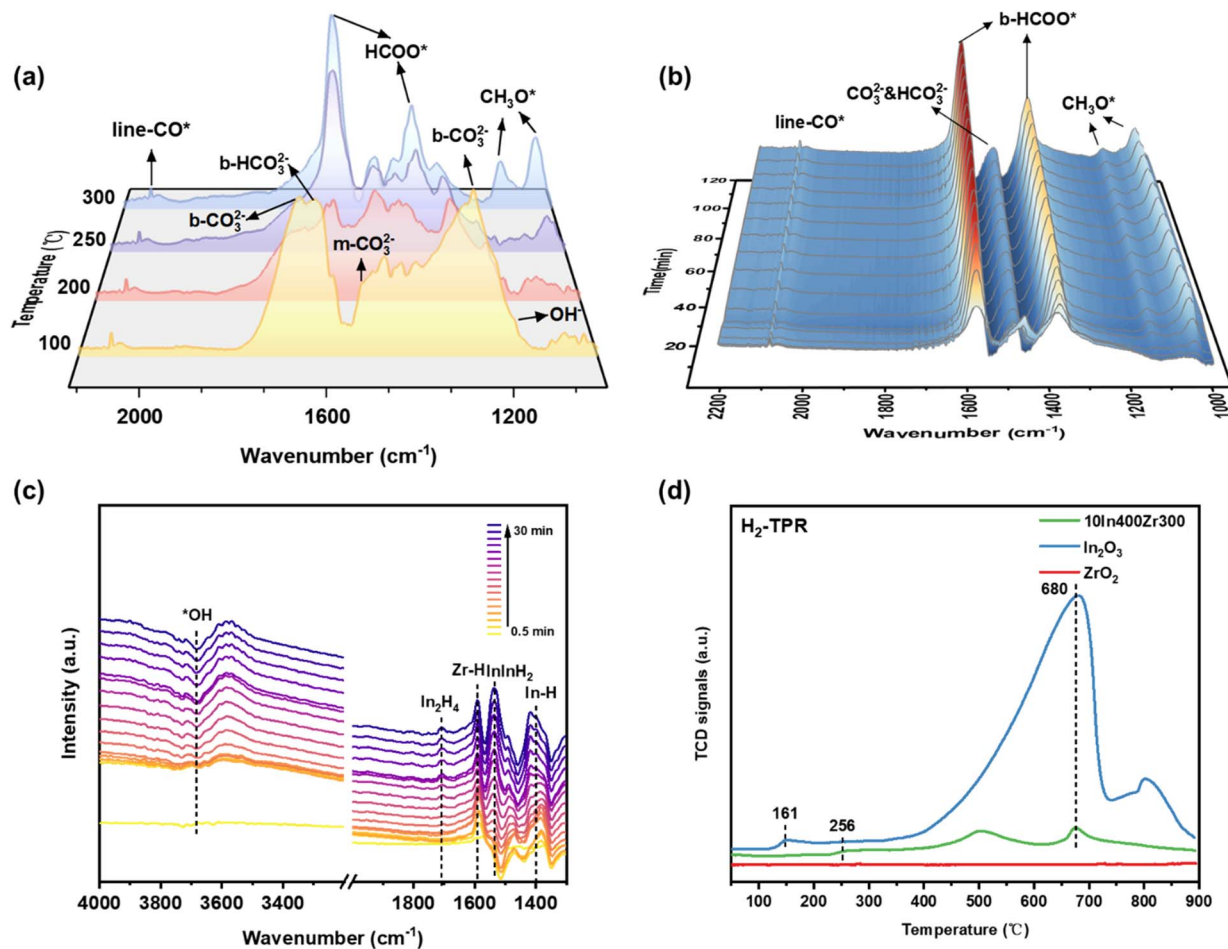 (a)
HCOO*
CH₃O*
line-CO*
b-CO₃²⁻
b-HCO₃²⁻
b-CO₃²⁻
m-CO₃²⁻
OH⁻
300
250
200
100
Temperature (℃)
2000 1600 1200
Wavenumber (cm⁻¹)
(b)
b-HCOO*
CO₃²⁻&HCO₃⁻
CH₃O*
line-CO*
120
100
80
60
40
20
Time(min)
2200 2000 1800 1600 1400 1200 1000
Wavenumber (cm⁻¹)
(c)
30 min
0.5 min
*OH
Zr-H InInH₂
In₂H₄ In-H
Intensity (a.u.)
4000 3800 3600 3400 1800 1600 1400
Wavenumber (cm⁻¹)
(d)
H₂-TPR
10In400Zr300
In₂O₃
ZrO₂
680
161
256
TCD signals (a.u.)
100 200 300 400 500 600 700 800 900
Temperature (℃)